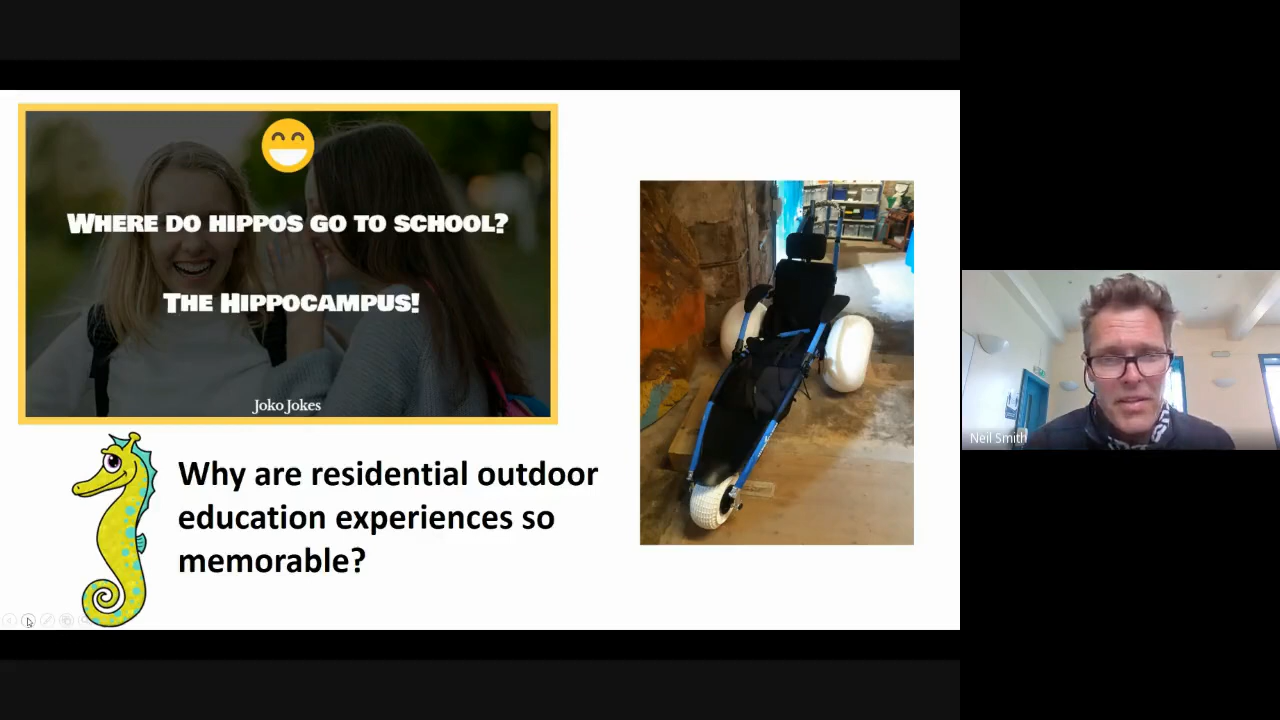 Where do hippos go to school?
The Hippocampus!
Joko Jokes
Why are residential outdoor
education experiences so
memorable?
Neil Smith